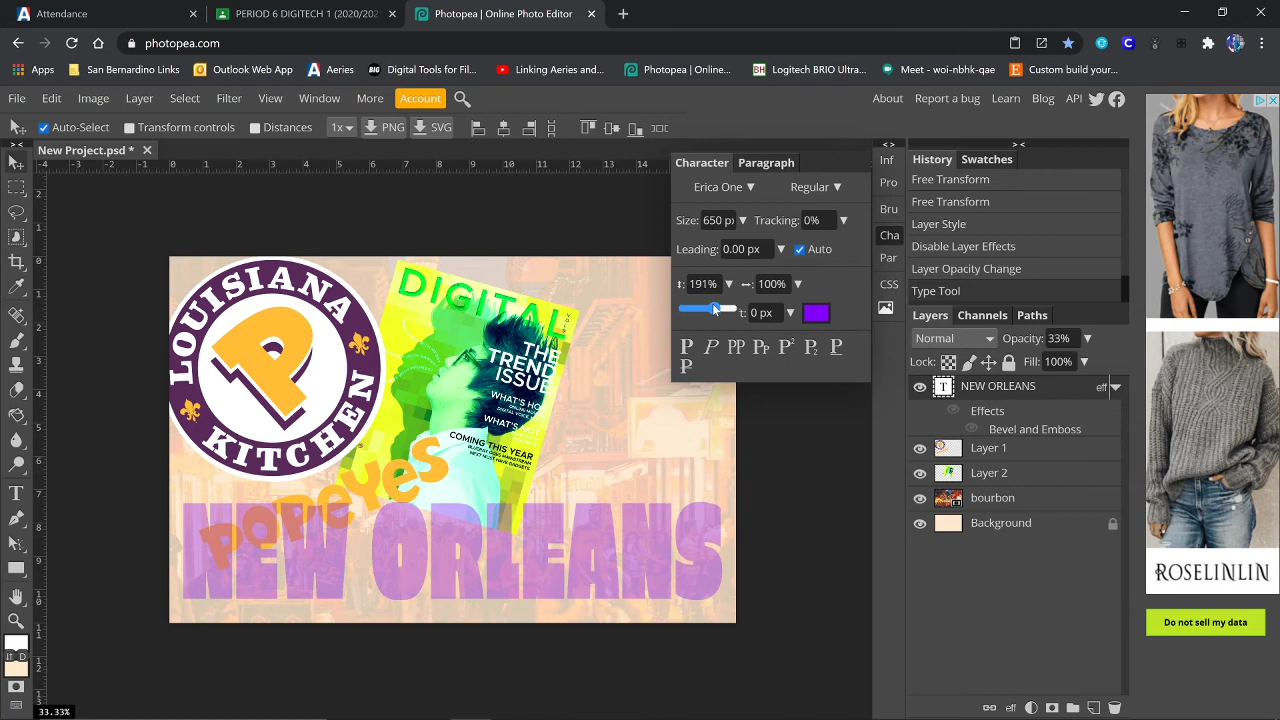 Attendance
PERIOD 6 DIGITECH 1 (2020/202
Photopea | Online Photo Editor
photopea.com
Apps
San Bernardino Links
Outlook Web App
Aeries
Digital Tools for Fil...
Linking Aeries and...
Photopea | Online...
Logitech BRIO Ultra...
Meet - woi-nbhk-qae
Custom build your...
File Edit Image Layer Select Filter View Window More Account
About Report a bug Learn Blog API
Auto-Select Transform controls Distances 1x PNG SVG
New Project.psd *
Character Paragraph
Erica One Regular
Size: 650 px Tracking: 0%
Leading: 0.00 px Auto
191% 100%
0 px
Inf
Pro
Bru
Cha
Par
CSS
History Swatches
Free Transform
Free Transform
Layer Style
Disable Layer Effects
Layer Opacity Change
Type Tool
Layers Channels Paths
Normal Opacity: 33%
Lock: Fill: 100%
NEW ORLEANS eff
Effects
Bevel and Emboss
Layer 1
Layer 2
bourbon
Background
eff
LOUISIANA
P
KITCHEN
DIGITAL
THE
TREND
ISSUE
WHAT'S HO
WHAT'S HOT
COMING THIS YEAR
POPEYES
NEW ORLEANS
ROSELINLIN
Do not sell my data
33.33%